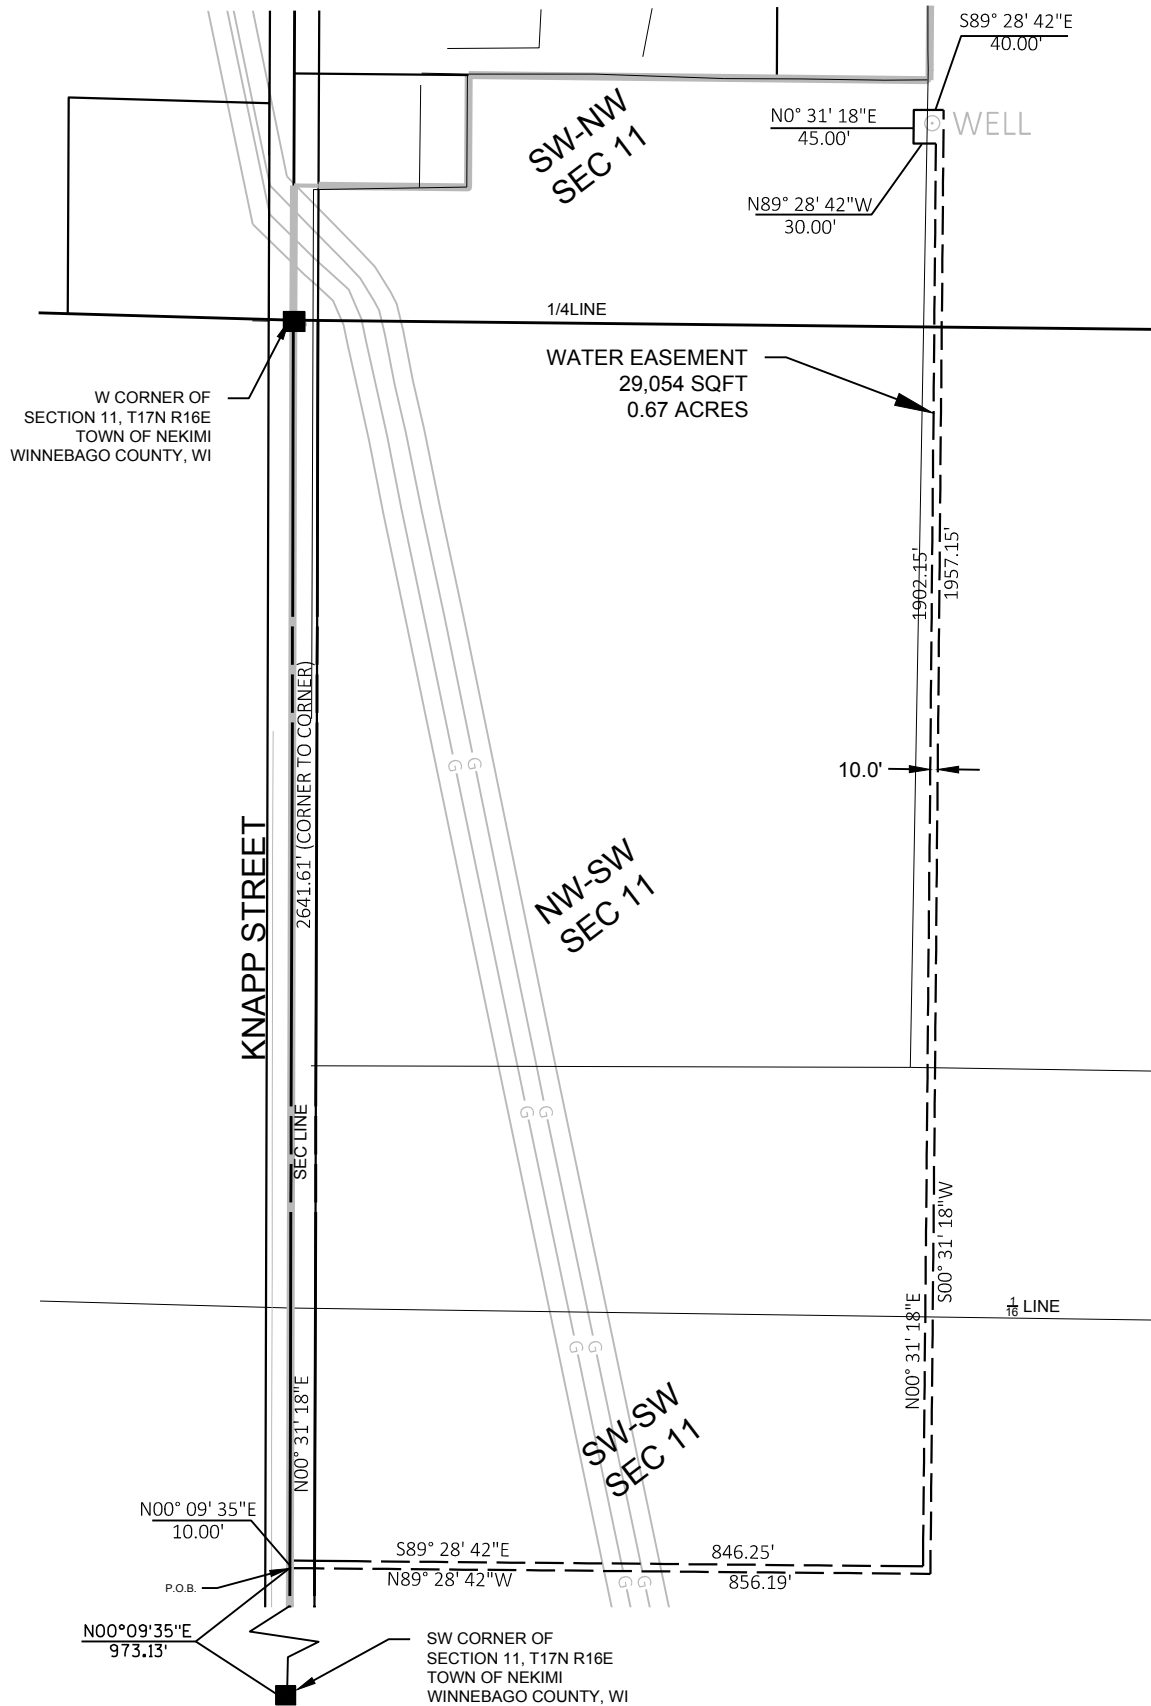 S89° 28' 42"E
40.00'
N0° 31' 18"E
45.00'
WELL
SW-NW
SEC 11
N89° 28' 42"W
30.00'
1/4LINE
WATER EASEMENT
29,054 SQFT
0.67 ACRES
W CORNER OF
SECTION 11, T17N R16E
TOWN OF NEKIMI
WINNEBAGO COUNTY, WI
1902.15'
1957.15'
2641.61' (CORNER TO CORNER)
G G
10.0'
KNAPP STREET
NW-SW
SEC 11
G G
SEC LINE
S00° 31' 18"W
N00° 31' 18"E
1/16 LINE
G G
N00° 31' 18"E
SW-SW
SEC 11
N00° 09' 35"E
10.00'
S89° 28' 42"E
846.25'
N89° 28' 42"W
856.19'
G G
P.O.B.
N00°09'35"E
973.13'
SW CORNER OF
SECTION 11, T17N R16E
TOWN OF NEKIMI
WINNEBAGO COUNTY, WI